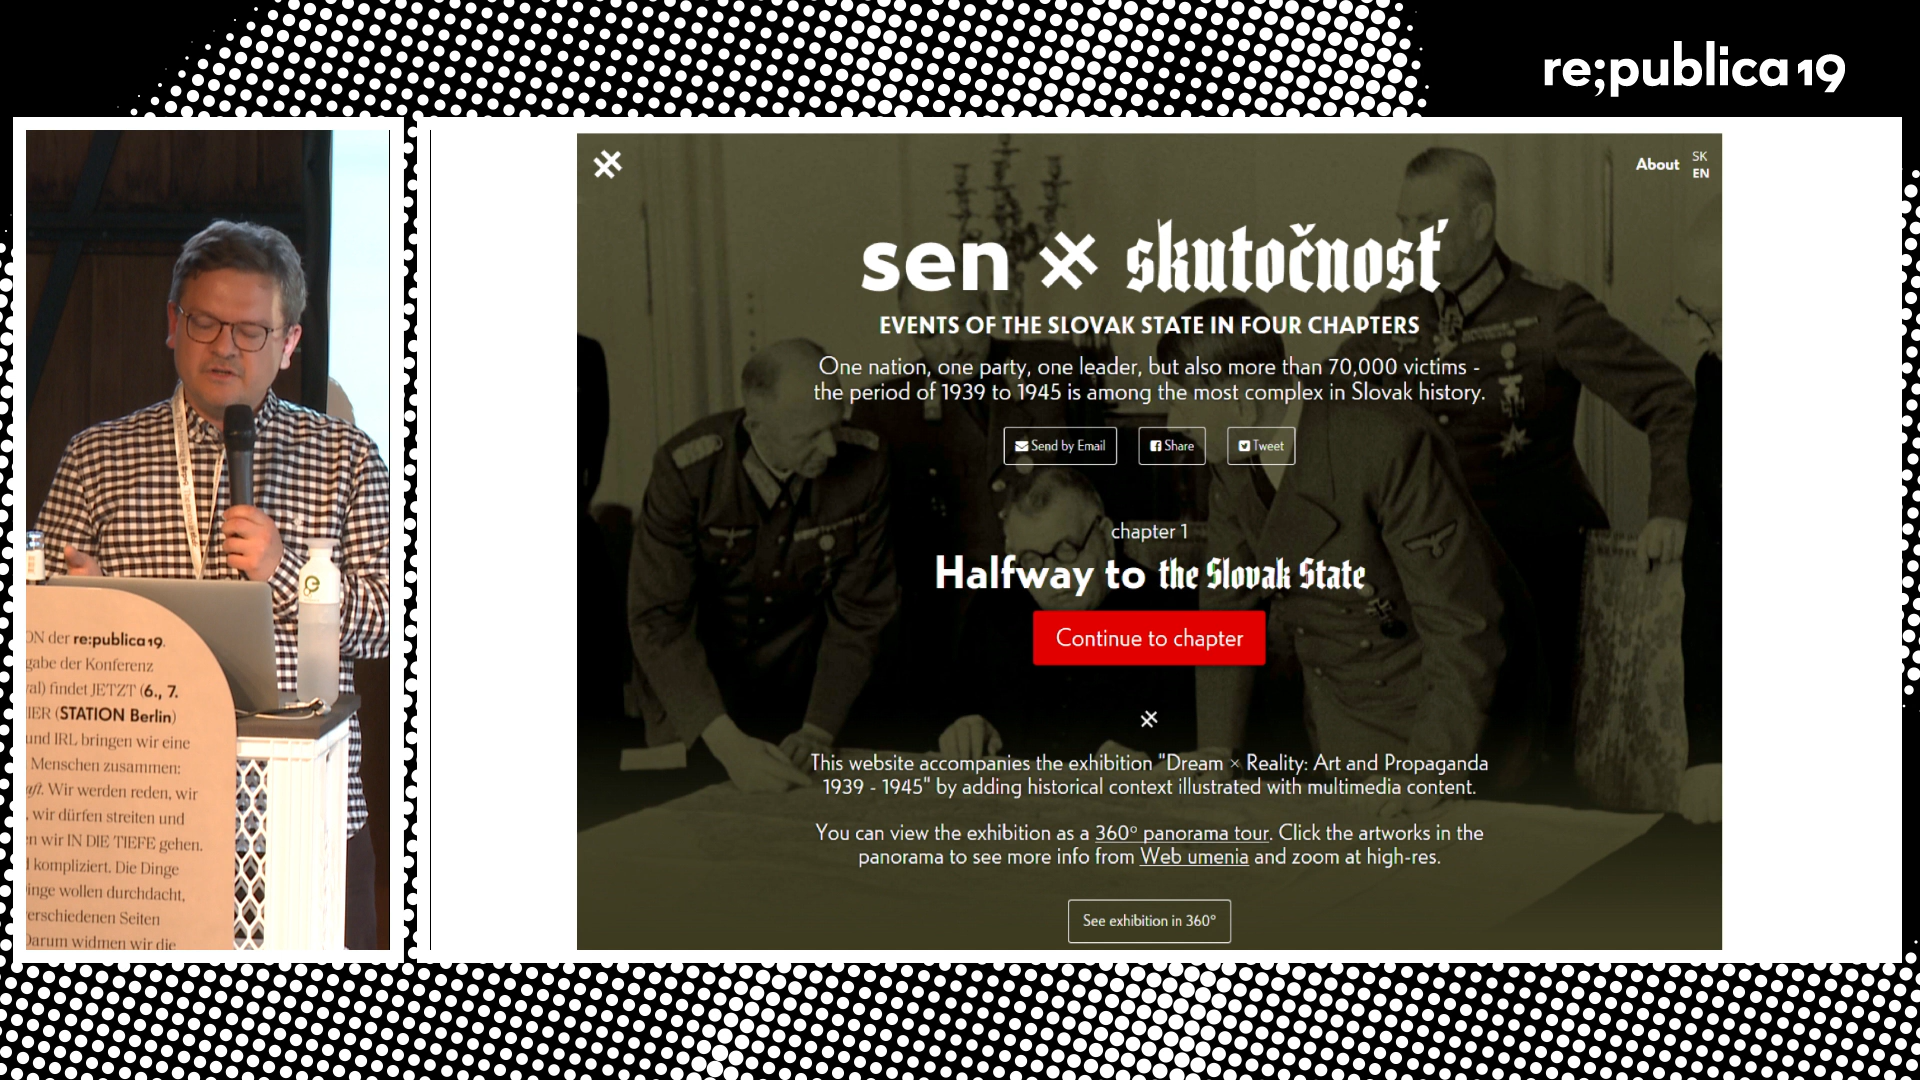 re;publica 19
About
SK
EN
sen × skutočnosť
EVENTS OF THE SLOVAK STATE IN FOUR CHAPTERS
One nation, one party, one leader, but also more than 70,000 victims -
the period of 1939 to 1945 is among the most complex in Slovak history.
Send by Email
Share
Tweet
chapter 1
Halfway to the Slovak State
Continue to chapter
This website accompanies the exhibition "Dream × Reality: Art and Propaganda
1939 - 1945" by adding historical context illustrated with multimedia content.
You can view the exhibition as a 360° panorama tour. Click the artworks in the
panorama to see more info from Web umenia and zoom at high-res.
See exhibition in 360°
ON der re:publica19.
gabe der Konferenz
val) findet JETZT (6., 7.
IER (STATION Berlin)
und IRL bringen wir eine
Menschen zusammen:
aft. Wir werden reden, wir
, wir dürfen streiten und
en wir IN DIE TIEFE gehen.
d kompliziert. Die Dinge
inge wollen durchdacht,
erschiedenen Seiten
Darum widmen wir die